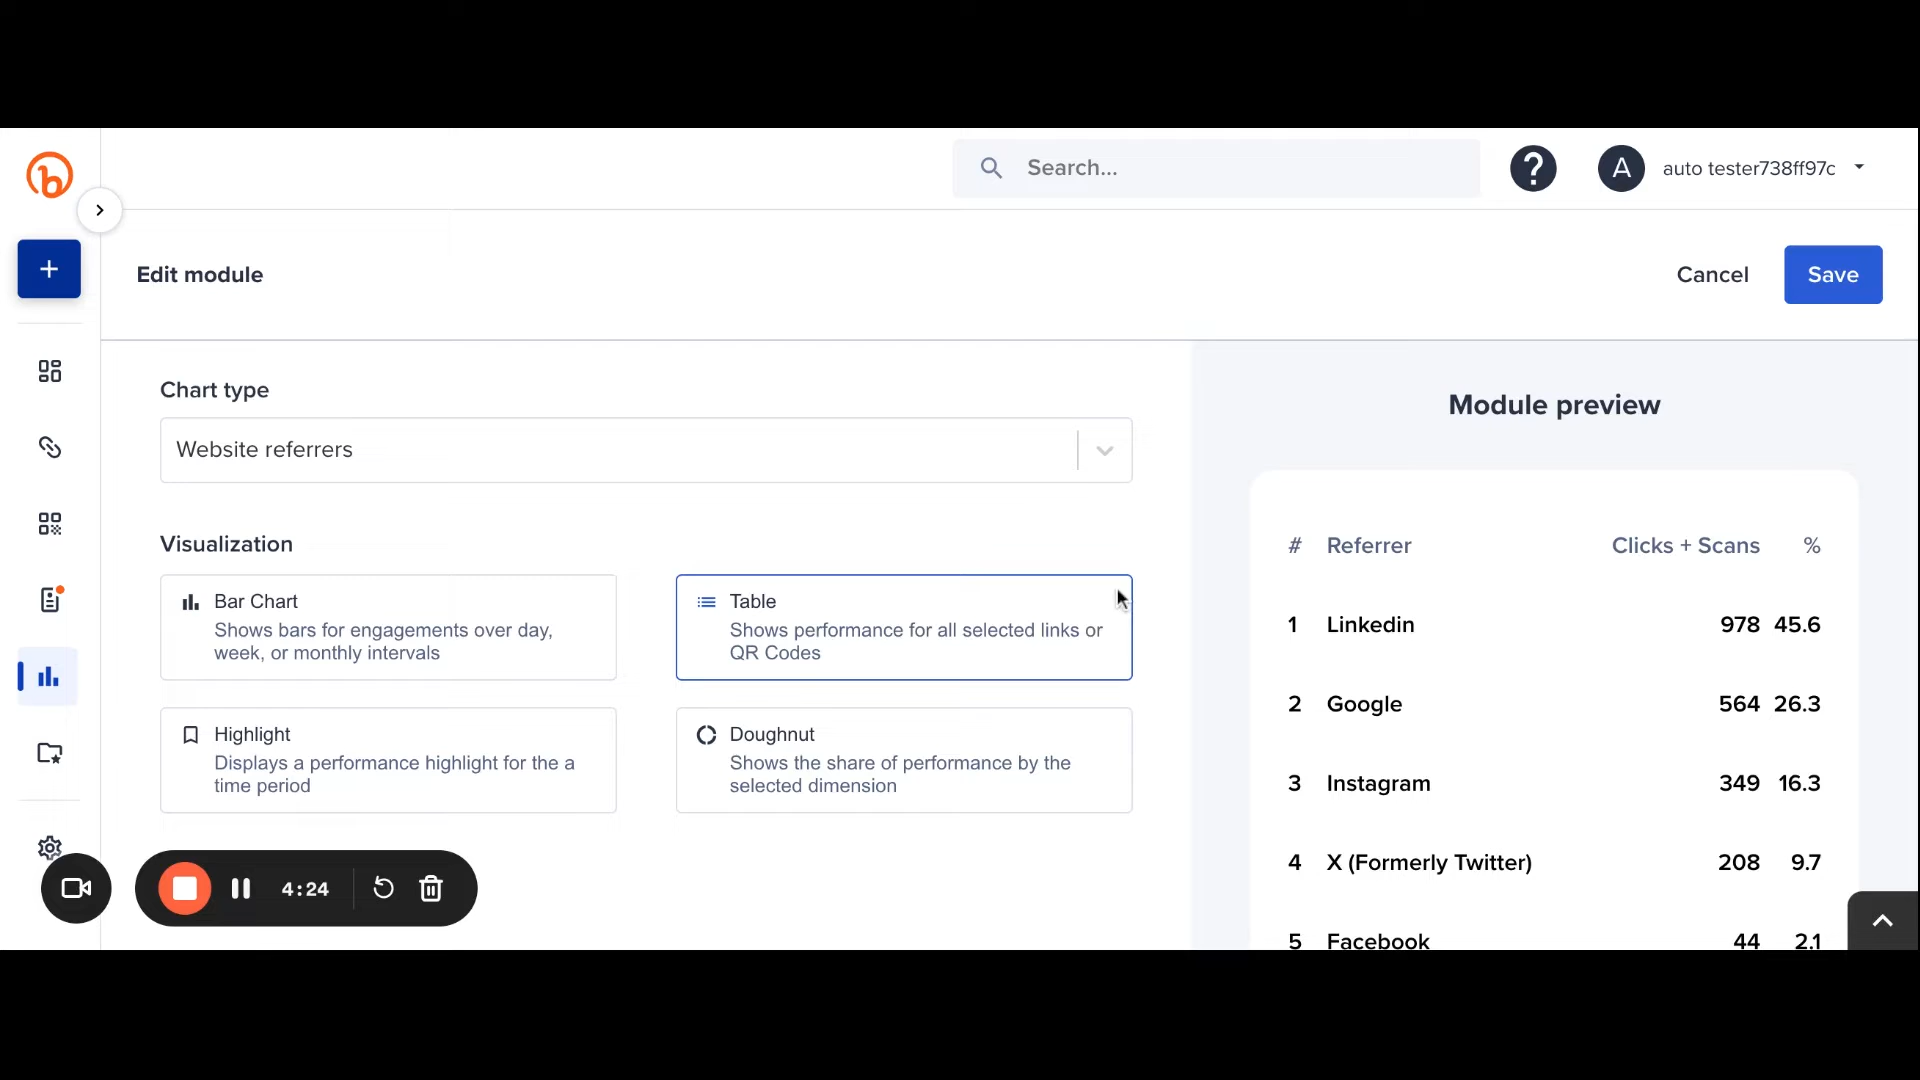 b
Search...
?
A
auto tester738ff97c
+
Edit module
Cancel
Save
Chart type
Website referrers
Visualization
Bar Chart
Shows bars for engagements over day,
week, or monthly intervals
Table
Shows performance for all selected links or
QR Codes
Highlight
Displays a performance highlight for the a
time period
Doughnut
Shows the share of performance by the
selected dimension
4:24
Module preview
# Referrer Clicks + Scans %
1 Linkedin 978 45.6
2 Google 564 26.3
3 Instagram 349 16.3
4 X (Formerly Twitter) 208 9.7
5 Facebook 44 2.1